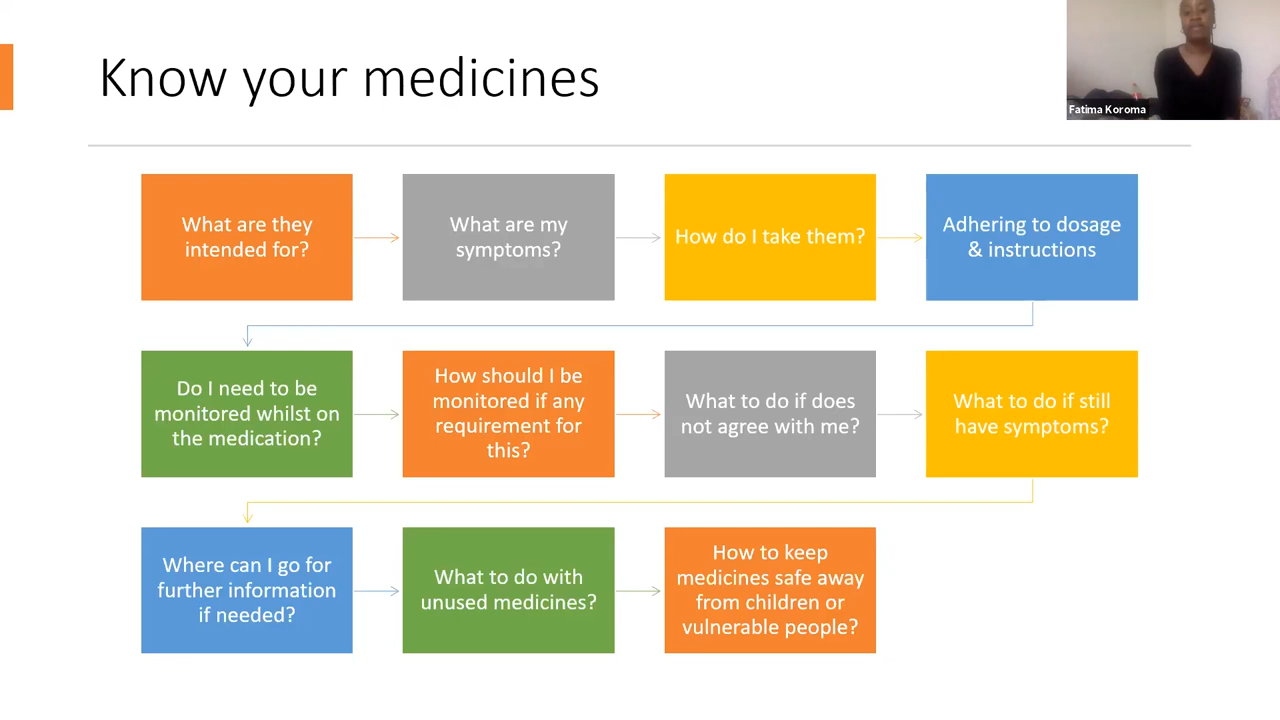 Know your medicines
Fatima Koroma
What are they
intended for?
What are my
symptoms?
How do I take them?
Adhering to dosage
& instructions
Do I need to be
monitored whilst on
the medication?
How should I be
monitored if any
requirement for
this?
What to do if does
not agree with me?
What to do if still
have symptoms?
Where can I go for
further information
if needed?
What to do with
unused medicines?
How to keep
medicines safe away
from children or
vulnerable people?